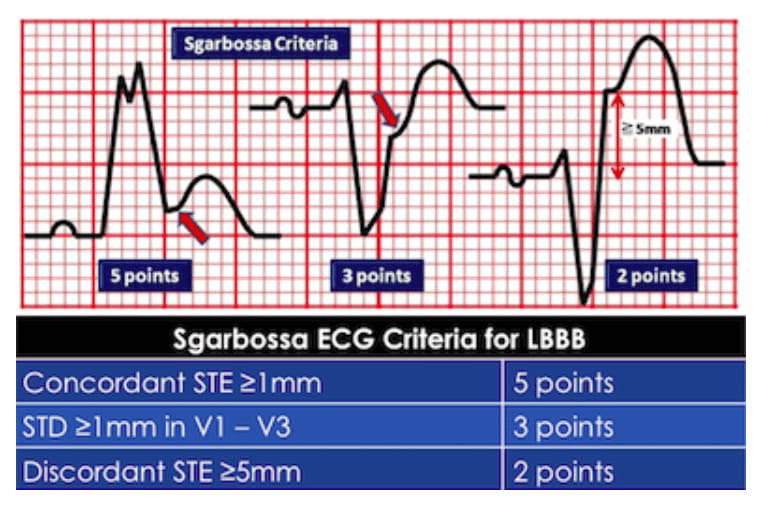 Sgarbossa Criteria
≥ 5mm
5 points
3 points
2 points
Sgarbossa ECG Criteria for LBBB
Concordant STE ≥1mm 5 points
STD ≥1mm in V1 – V3 3 points
Discordant STE ≥5mm 2 points